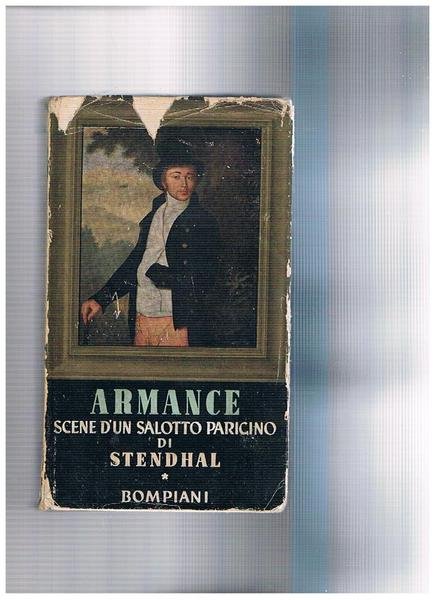 ARMANCE
SCENE D'UN SALOTTO PARIGINO
DI
STENDHAL
*
BOMPIANI